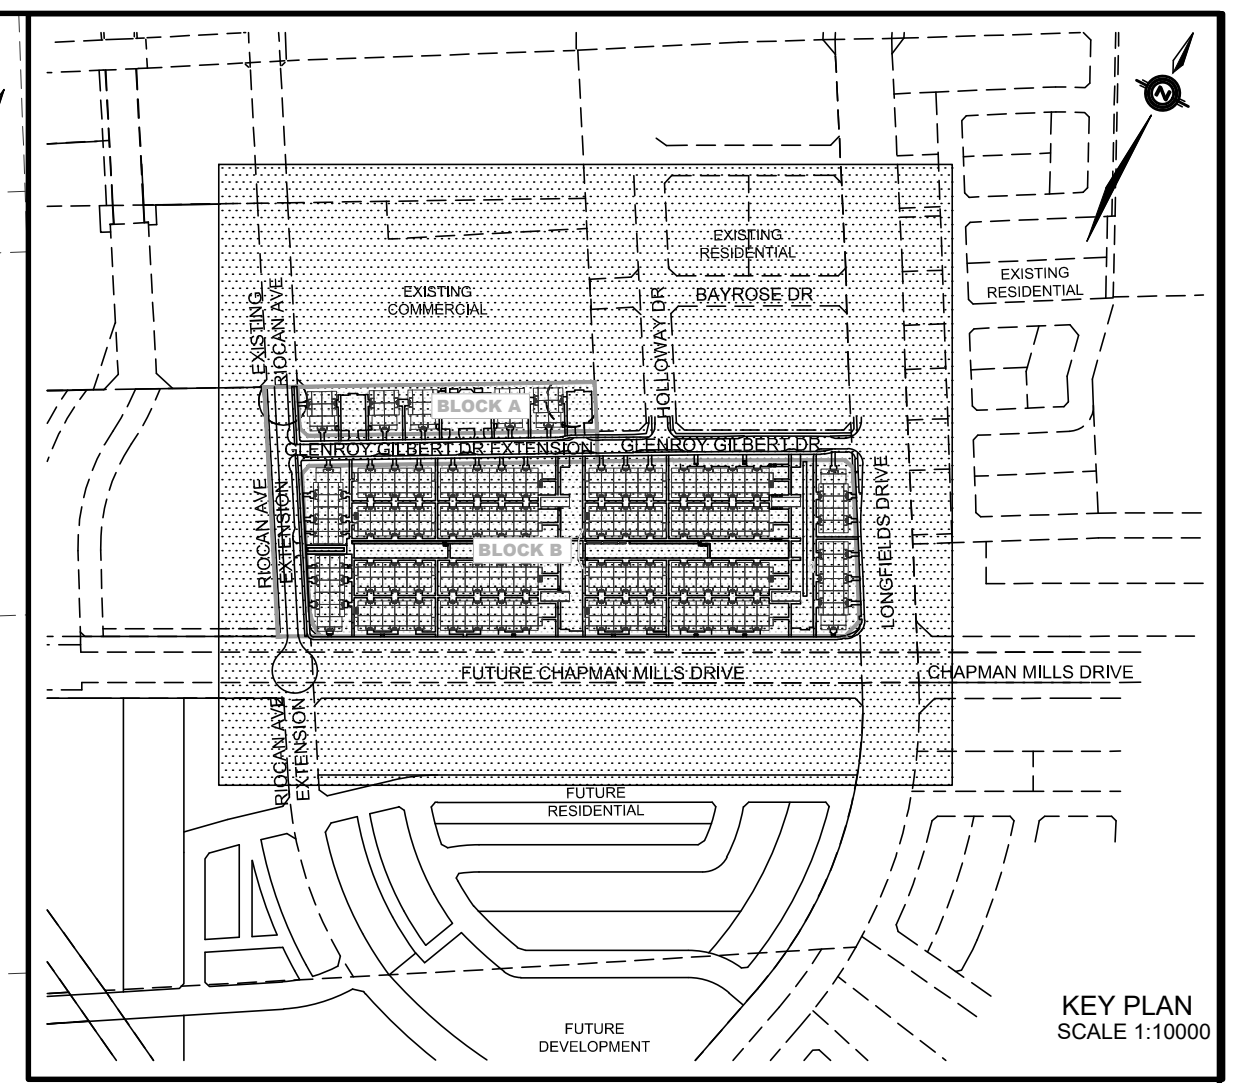 N
EXISTING
RESIDENTIAL
EXISTING
RESIDENTIAL
EXISTING
COMMERCIAL
BAYROSE DR
EXISTING
RIOCAN AVE
HOLLOWAY DR
BLOCK A
GLENROY GILBERT DR EXTENSION
GLENROY GILBERT DR
RIOCAN AVE
EXTENSION
BLOCK B
LONGFIELDS DRIVE
FUTURE CHAPMAN MILLS DRIVE
CHAPMAN MILLS DRIVE
RIOCAN AVE
EXTENSION
FUTURE
RESIDENTIAL
KEY PLAN
SCALE 1:10000
FUTURE
DEVELOPMENT